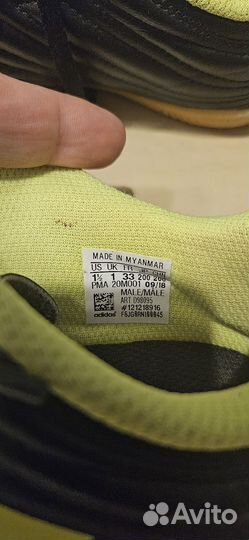 MADE IN MYANMAR
US UK FR
1½ 1 33 200 200
PMA 20M001 09/18
MALE/MALE
ART D98095
#121218916
adidas
Avito